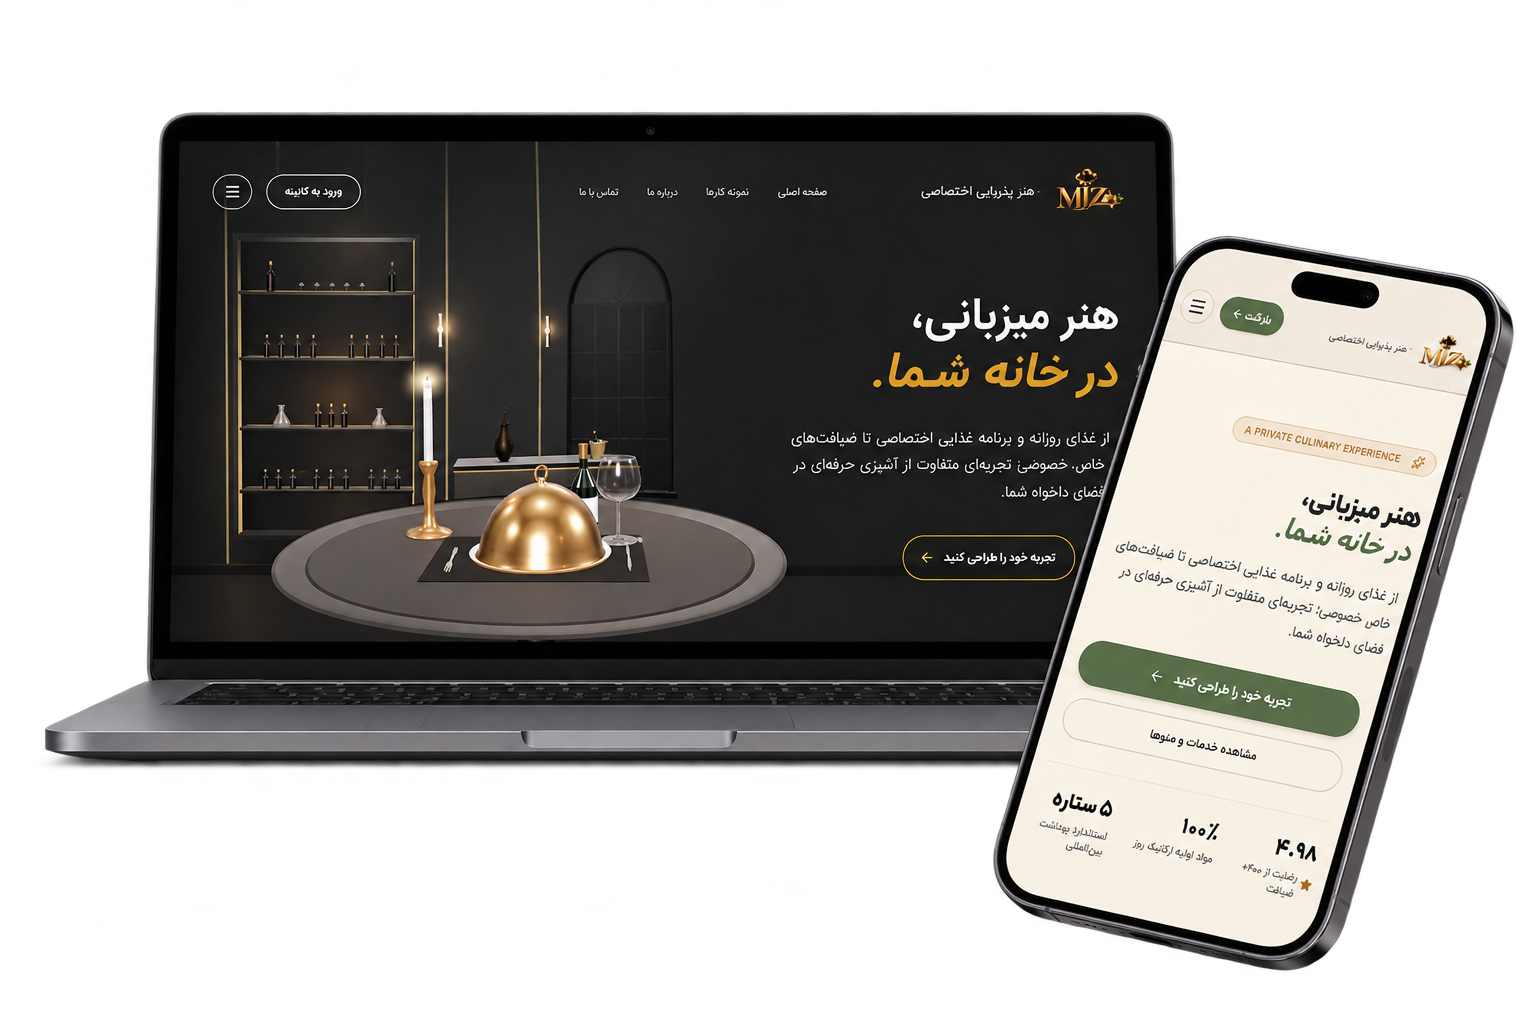 MIZ
· هنر پذیرایی اختصاصی
صفحه اصلی
نمونه کارها
درباره ما
تماس با ما
ورود به کابینه
هنر میزبانی،
در خانه شما.
از غذای روزانه و برنامه غذایی اختصاصی تا ضیافت‌های
خاص. خصوصی: تجربه‌ای متفاوت از آشپزی حرفه‌ای در
فضای داخواه شما.
تجربه خود را طراحی کنید ←
MIZ
· هنر پذیرایی اختصاصی
A PRIVATE CULINARY EXPERIENCE
هنر میزبانی،
در خانه شما.
از غذای روزانه و برنامه غذایی اختصاصی تا ضیافت‌های
خاص خصوصی: تجربه‌ای متفاوت از آشپزی حرفه‌ای در
فضای دلخواه شما.
تجربه خود را طراحی کنید ←
مشاهده خدمات و منوها
۴.۹۸
رضایت از ۴۰۰+
ضیافت
۱۰۰٪
مواد اولیه ارگانیک روز
۵ ستاره
استاندارد بهداشت
بین‌المللی